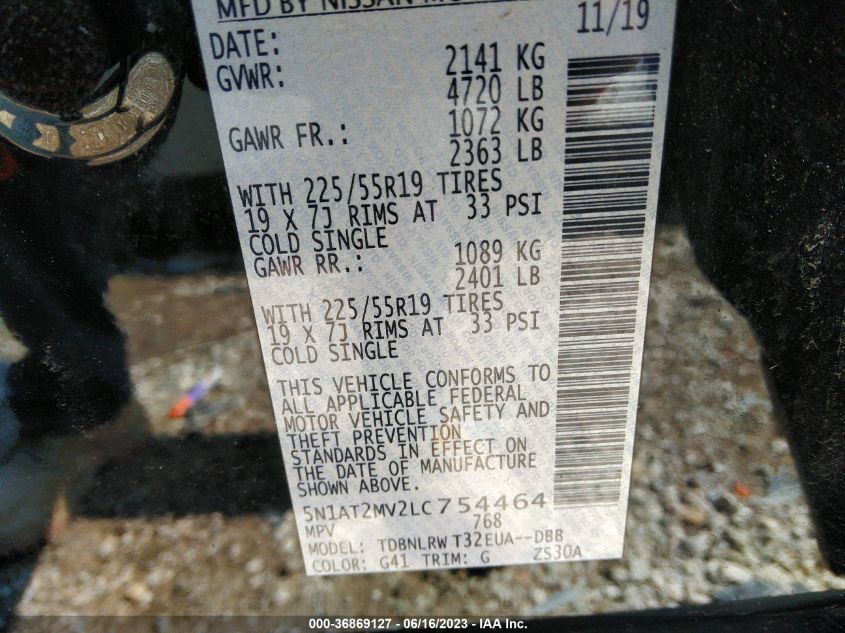 MFD BY NISSAN
DATE: 11/19
GVWR: 2141 KG
4720 LB
GAWR FR.: 1072 KG
2363 LB
WITH 225/55R19 TIRES
19 X 7J RIMS AT 33 PSI
COLD SINGLE
GAWR RR.: 1089 KG
2401 LB
WITH 225/55R19 TIRES
19 X 7J RIMS AT 33 PSI
COLD SINGLE
THIS VEHICLE CONFORMS TO
ALL APPLICABLE FEDERAL
MOTOR VEHICLE SAFETY AND
THEFT PREVENTION
STANDARDS IN EFFECT ON
THE DATE OF MANUFACTURE
SHOWN ABOVE.
5N1AT2MV2LC754464
MPV 768
MODEL: TDBNLRW T32EUA--DBB
COLOR: G41 TRIM: G ZS30A
000-36869127 - 06/16/2023 - IAA Inc.